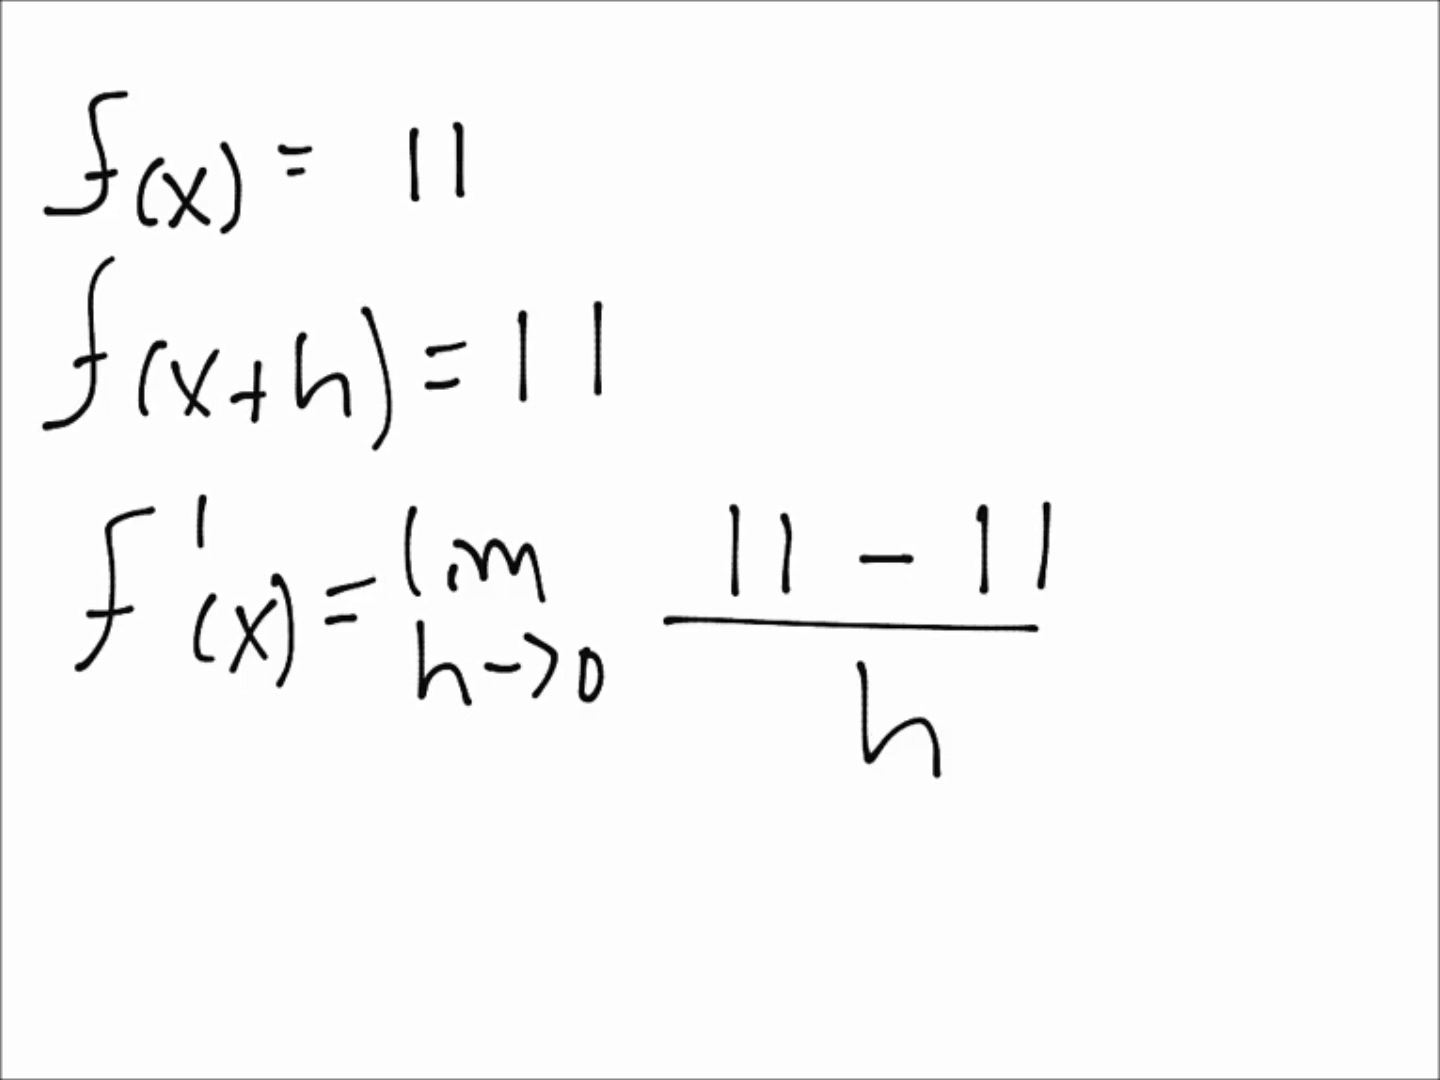 f(x) = 11
f(x+h) = 11
f'(x) = lim h->0 (11 - 11)/h